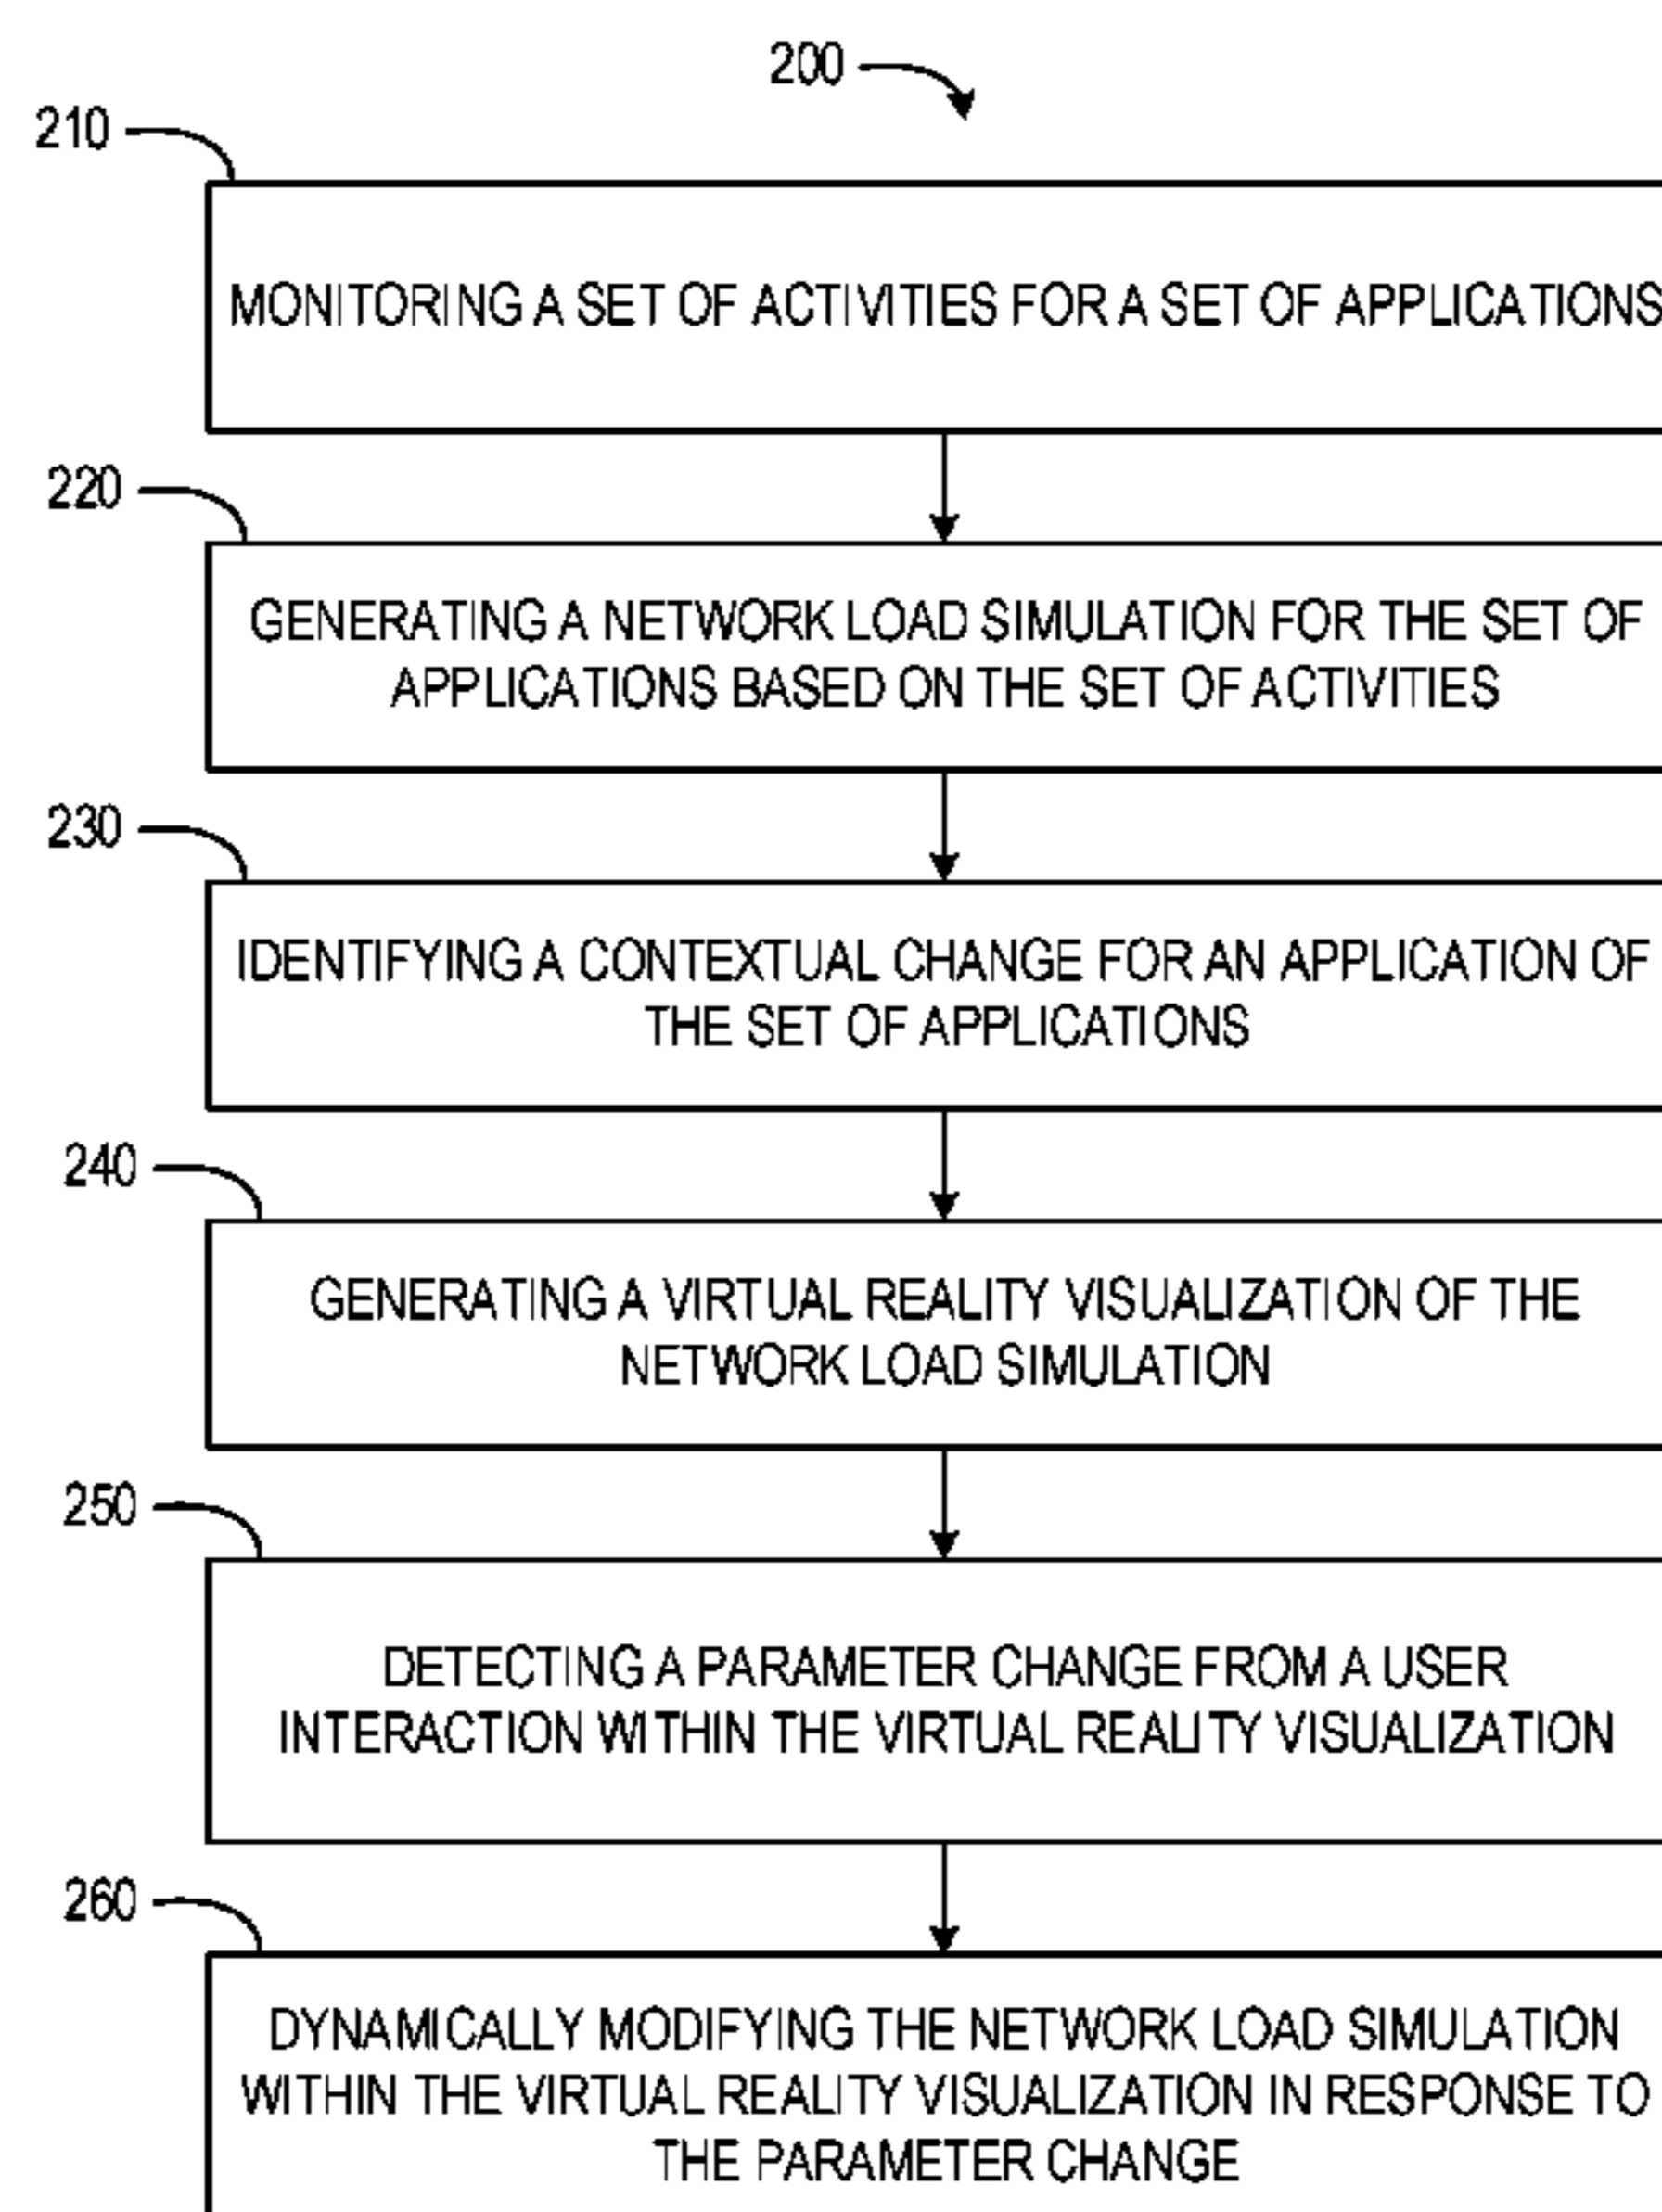 200
210
MONITORING A SET OF ACTIVITIES FOR A SET OF APPLICATIONS
220
GENERATING A NETWORK LOAD SIMULATION FOR THE SET OF
APPLICATIONS BASED ON THE SET OF ACTIVITIES
230
IDENTIFYING A CONTEXTUAL CHANGE FOR AN APPLICATION OF
THE SET OF APPLICATIONS
240
GENERATING A VIRTUAL REALITY VISUALIZATION OF THE
NETWORK LOAD SIMULATION
250
DETECTING A PARAMETER CHANGE FROM A USER
INTERACTION WITHIN THE VIRTUAL REALITY VISUALIZATION
260
DYNAMICALLY MODIFYING THE NETWORK LOAD SIMULATION
WITHIN THE VIRTUAL REALITY VISUALIZATION IN RESPONSE TO
THE PARAMETER CHANGE